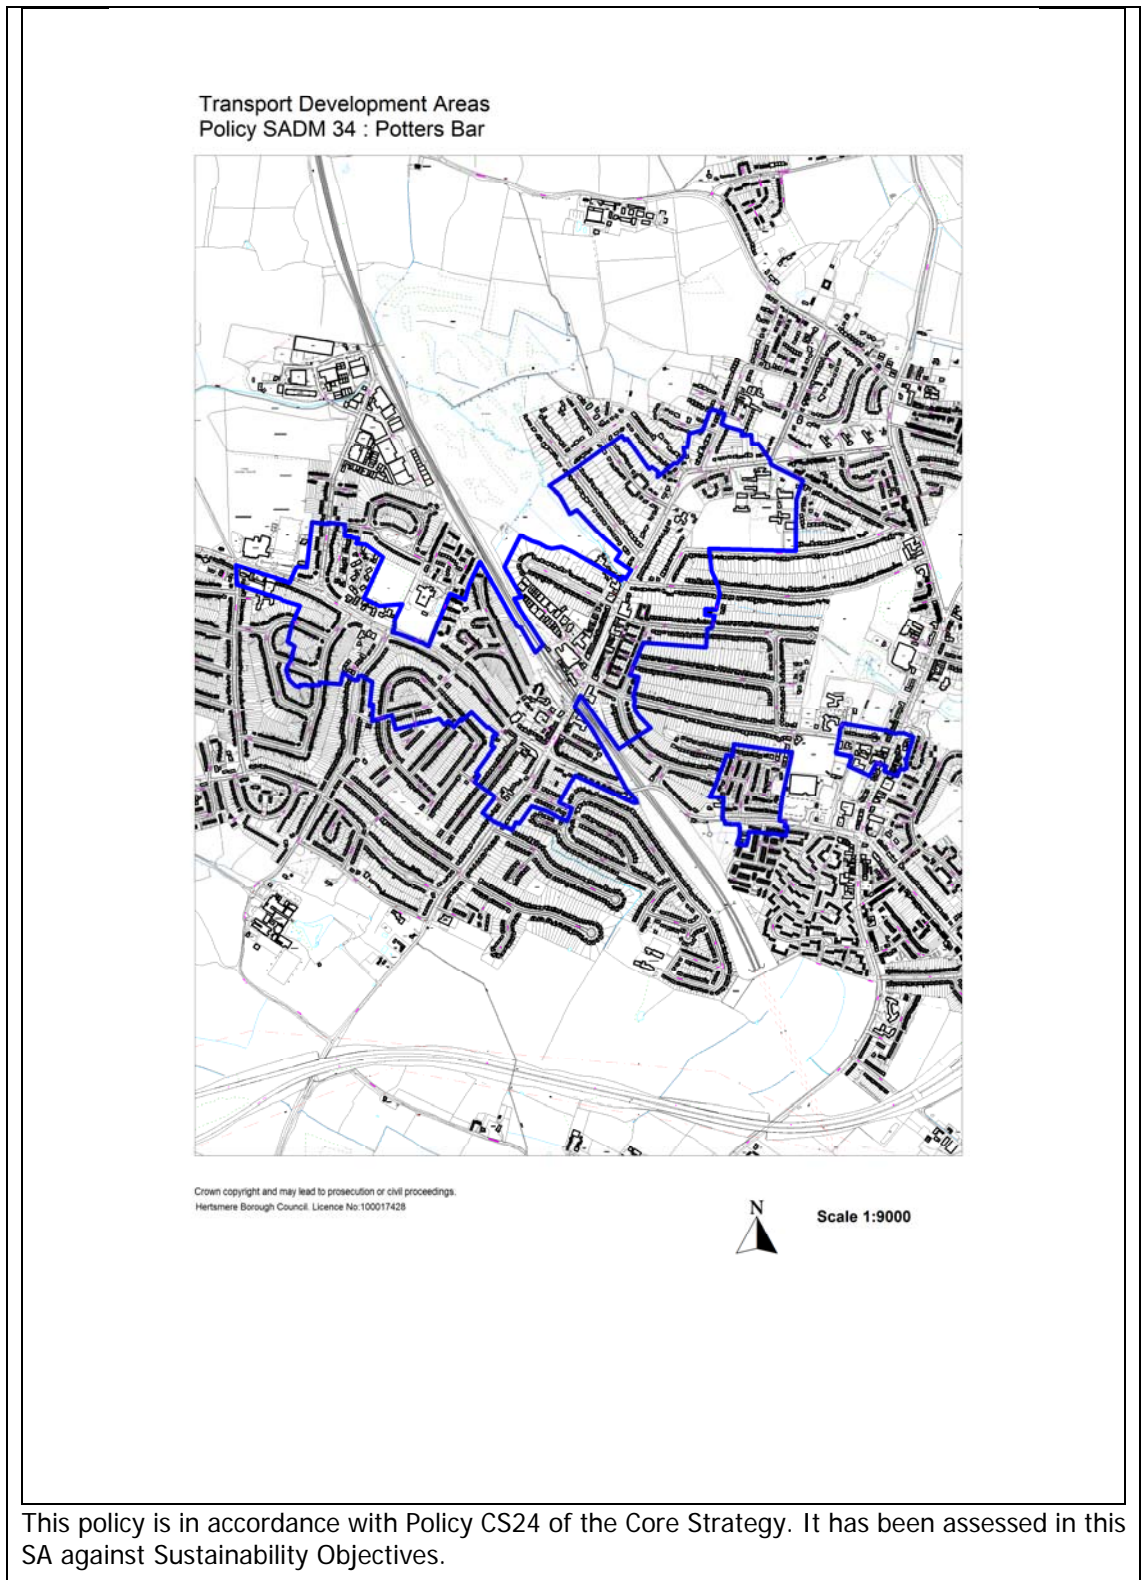 Transport Development Areas
Policy SADM 34 : Potters Bar
Crown copyright and may lead to prosecution or civil proceedings.
Hertsmere Borough Council. Licence No:100017428
N
Scale 1:9000
This policy is in accordance with Policy CS24 of the Core Strategy. It has been assessed in this
SA against Sustainability Objectives.